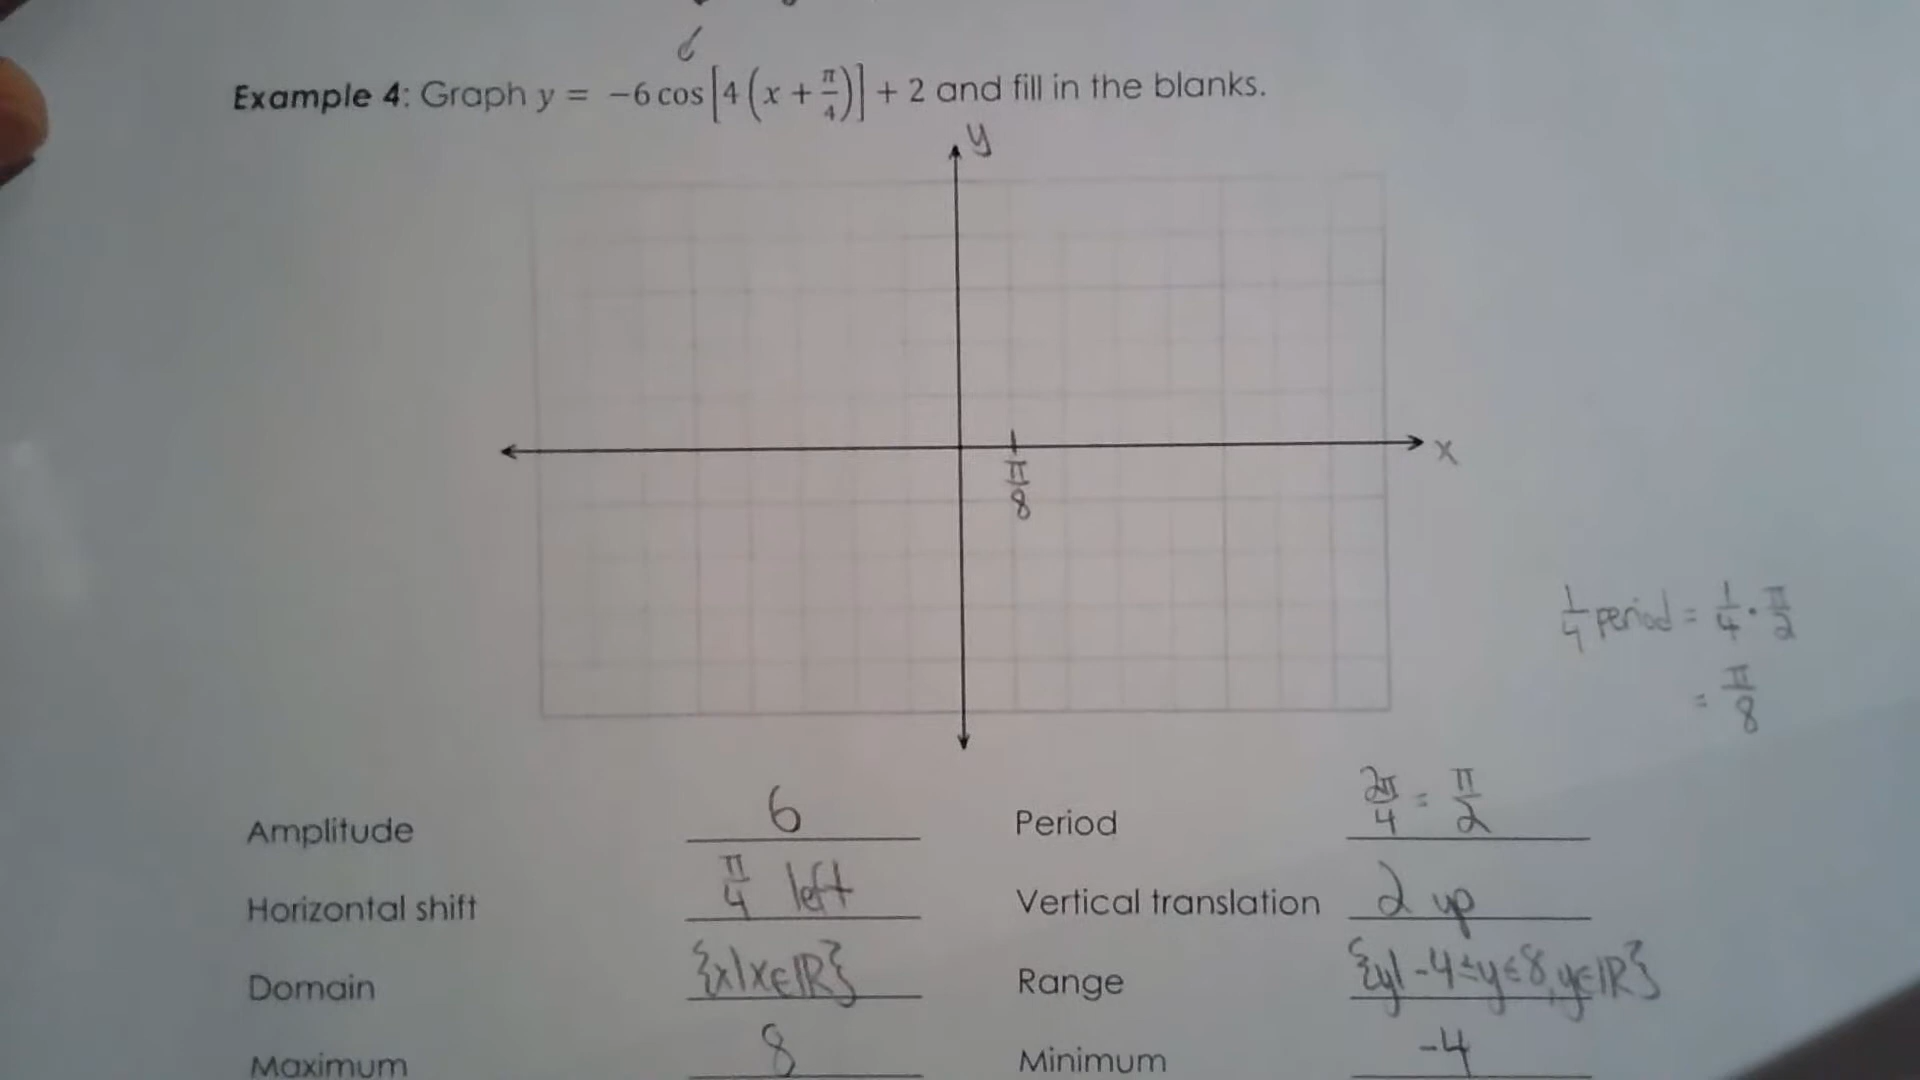 6
Example 4: Graph y = −6 cos [4 (x + π/4)] + 2 and fill in the blanks.
y
x
π/8
1/4 period = 1/4 · π/2
= π/8
Amplitude 6 Period 2π/4 = π/2
Horizontal shift π/4 left Vertical translation 2 up
Domain {x|x∈ℝ} Range {y|-4≤y≤8, y∈ℝ}
Maximum 8 Minimum -4